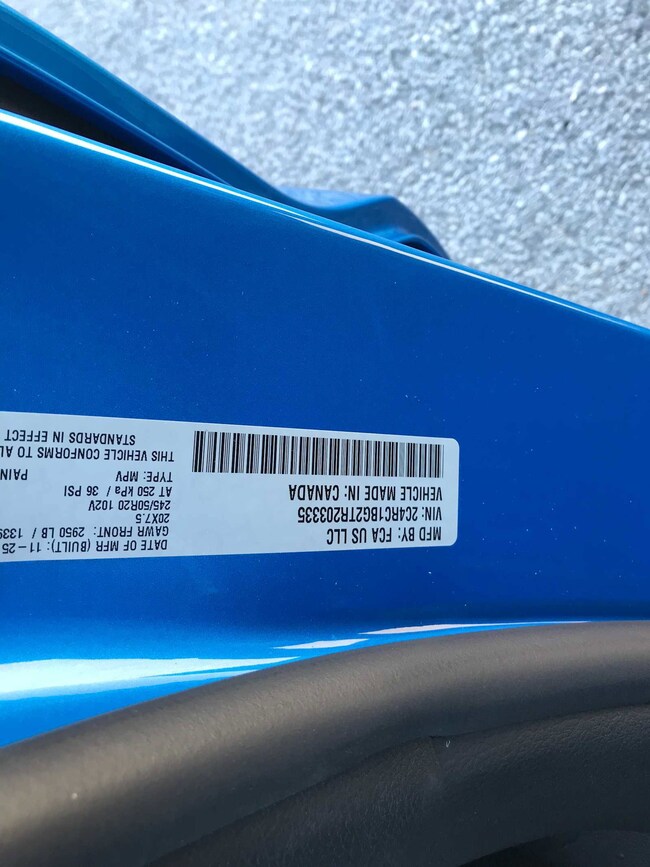 MFD BY: FCA US LLC
VIN: 2C4RC1BG2TR203335
VEHICLE MADE IN: CANADA
DATE OF MFR (BUILT): 11-25
GAWR FRONT: 2950 LB / 1339
20X7.5
245/50R20 102V
AT 250 kPa / 36 PSI
TYPE: MPV
THIS VEHICLE CONFORMS TO
STANDARDS IN EFFECT